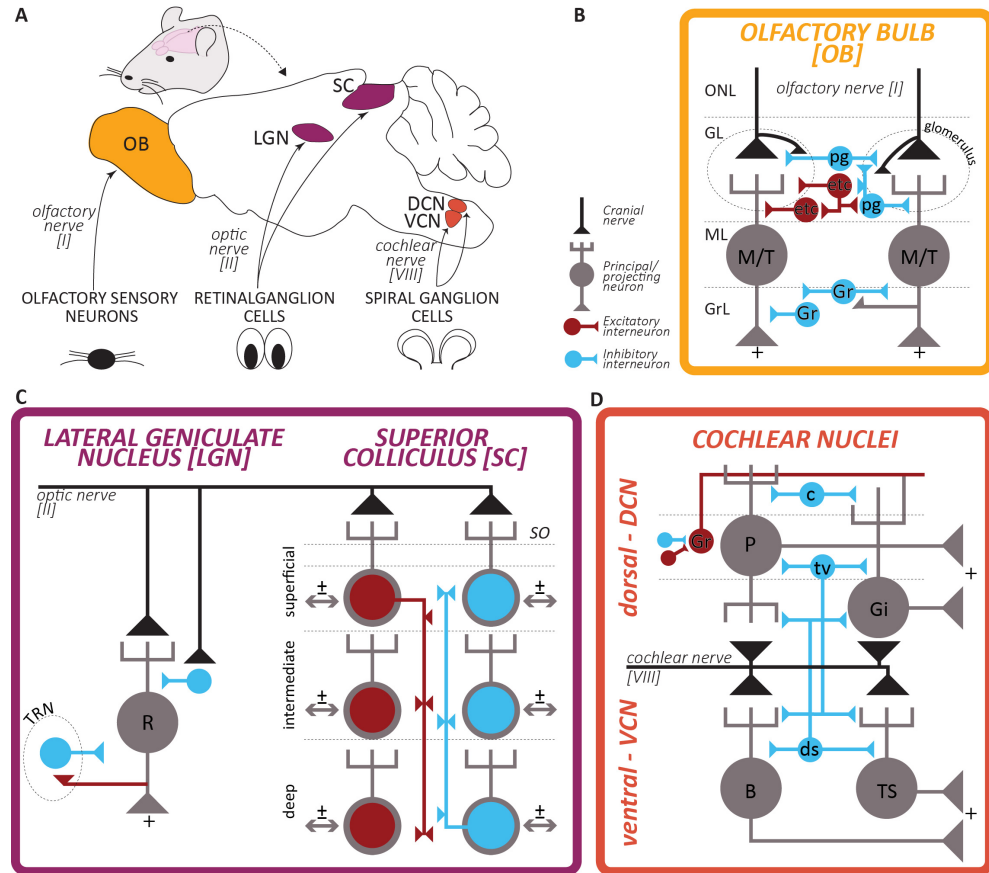 A
SC
LGN
OB
DCN
VCN
olfactory
nerve
[I]
optic
nerve
[II]
cochlear
nerve
[VIII]
OLFACTORY SENSORY
NEURONS
RETINALGANGLION
CELLS
SPIRAL GANGLION
CELLS
Cranial
nerve
Principal/
projecting
neuron
Excitatory
interneuron
Inhibitory
interneuron
B
OLFACTORY BULB
[OB]
ONL
olfactory nerve [I]
GL
glomerulus
pg
etc
etc
pg
ML
M/T
M/T
GrL
Gr
Gr
+
+
C
LATERAL GENICULATE
NUCLEUS [LGN]
SUPERIOR
COLLICULUS [SC]
optic nerve
[II]
SO
superficial
±
±
intermediate
±
±
deep
±
±
TRN
R
+
D
COCHLEAR NUCLEI
dorsal - DCN
c
Gr
P
tv
+
Gi
cochlear nerve
[VIII]
ventral - VCN
ds
B
TS
+